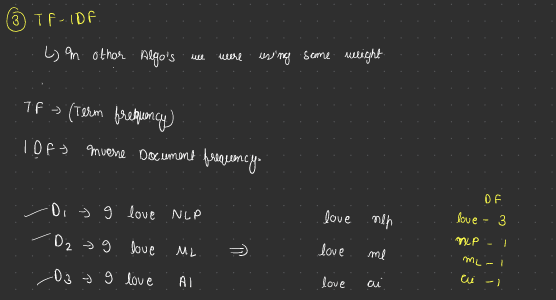 ③ TF-IDF
↳ In other Algo's we were using same weight
TF → (Term frequency)
IDF → Inverse Document frequency.
DF
D1 → I love NLP love nlp love - 3
D2 → I love ML ⇒ love ml NLP - 1
ML - 1
D3 → I love AI love ai ai - 1